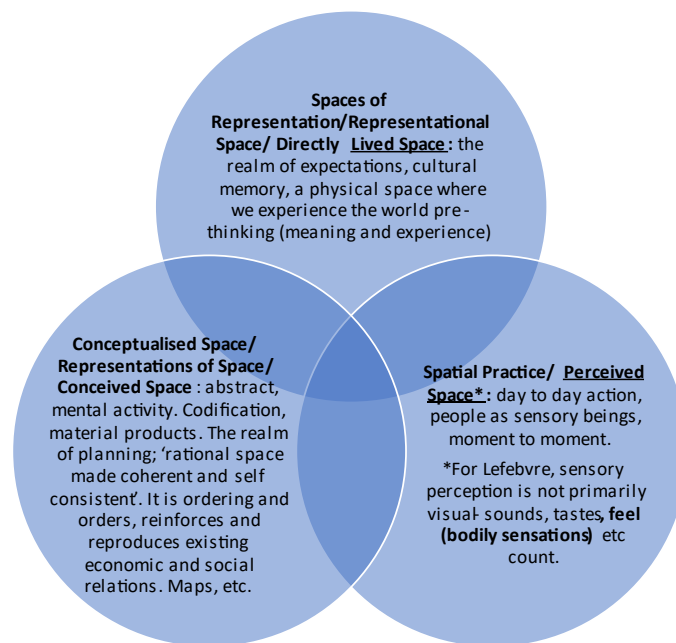 Spaces of
Representation/Representational
Space/ Directly Lived Space: the
realm of expectations, cultural
memory, a physical space where
we experience the world pre-
thinking (meaning and experience)
Conceptualised Space/
Representations of Space/
Conceived Space : abstract,
mental activity. Codification,
material products. The realm
of planning; ‘rational space
made coherent and self
consistent’. It is ordering and
orders, reinforces and
reproduces existing
economic and social
relations. Maps, etc.
Spatial Practice/ Perceived
Space*: day to day action,
people as sensory beings,
moment to moment.
*For Lefebvre, sensory
perception is not primarily
visual- sounds, tastes, feel
(bodily sensations) etc
count.